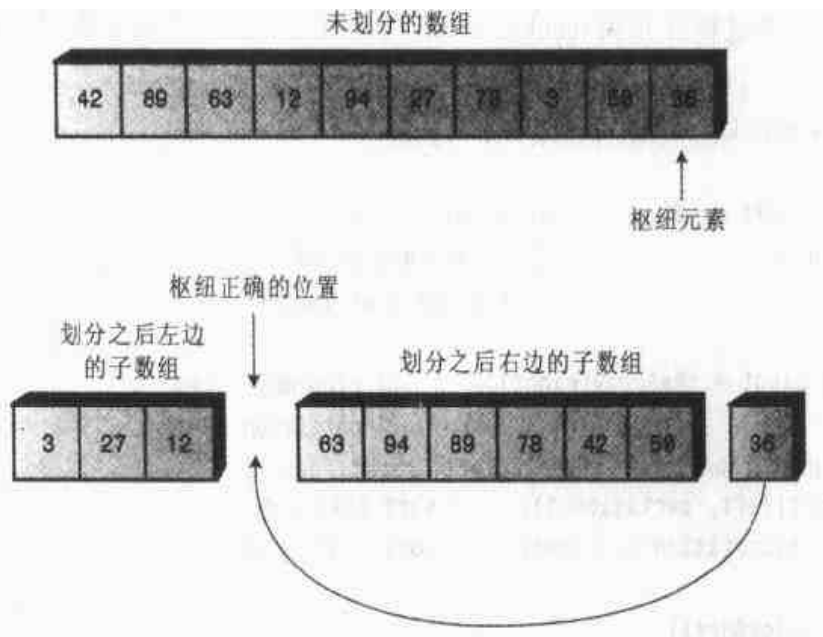 未划分的数组
42 89 63 12 94 27 78 3 50 36
枢纽元素
枢纽正确的位置
划分之后左边
的子数组
划分之后右边的子数组
3 27 12
63 94 89 78 42 50 36